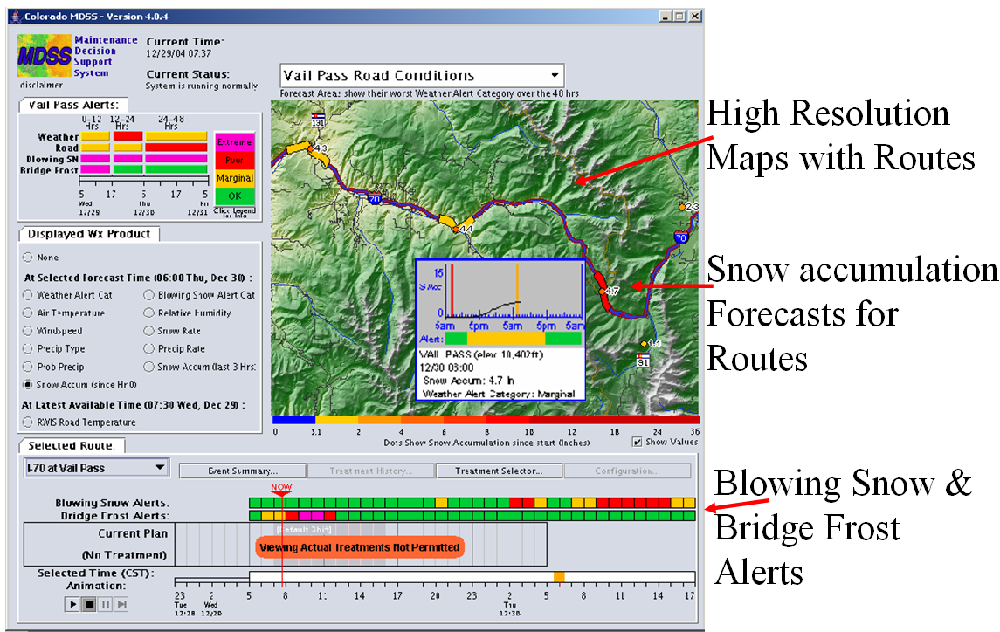 Colorado MDSS - Version 4.0.4
MDSS
Maintenance
Decision
Support
System
disclaimer
Current Time:
12/29/04 07:37
Current Status:
System is running normally
Vail Pass Road Conditions
Forecast Areas show their worst Weather Alert Category over the 48 hrs
Vail Pass Alerts:
0-12 Hrs 12-24 Hrs 24-48 Hrs
Weather
Road
Blowing SN
Bridge Frost
Extreme
Poor
Marginal
OK
Click Legend for Info
5 17 5 17 5
Wed Thu Fri
12/29 12/30 12/31
Displayed Wx Product
None
At Selected Forecast Time (06:00 Thu, Dec 30) :
Weather Alert Cat Blowing Snow Alert Cat
Air Temperature Relative Humidity
Windspeed Snow Rate
Precip Type Precip Rate
Prob Precip Snow Accum (last 3 Hrs)
Snow Accum (since Hr 0)
At Latest Available Time (07:30 Wed, Dec 29) :
RWIS Road Temperature
131
4.3
70
4.4
2.3
70
4.7
91
15
0
5am 5pm 5am 5pm 5am
Alert:
VAIL PASS (elev 10,402ft)
12/30 06:00
Snow Accum: 4.7 in
Weather Alert Category: Marginal
0 0.1 2 4 6 8 10 12 18 24 36
Dots Show Snow Accumulation since start (Inches)
Show Values
High Resolution
Maps with Routes
Snow accumulation
Forecasts for
Routes
Blowing Snow &
Bridge Frost
Alerts
Selected Route:
I-70 at Vail Pass
Event Summary... Treatment History... Treatment Selector... Configuration...
NOW
Blowing Snow Alerts:
Bridge Frost Alerts:
Current Plan
(No Treatment)
[Default Shift]
Viewing Actual Treatments Not Permitted
Selected Time (CST):
Animation:
23 2 5 8 11 14 17 20 23 2 5 8 11 14 17
Tue Wed Thu
12/28 12/29 12/30